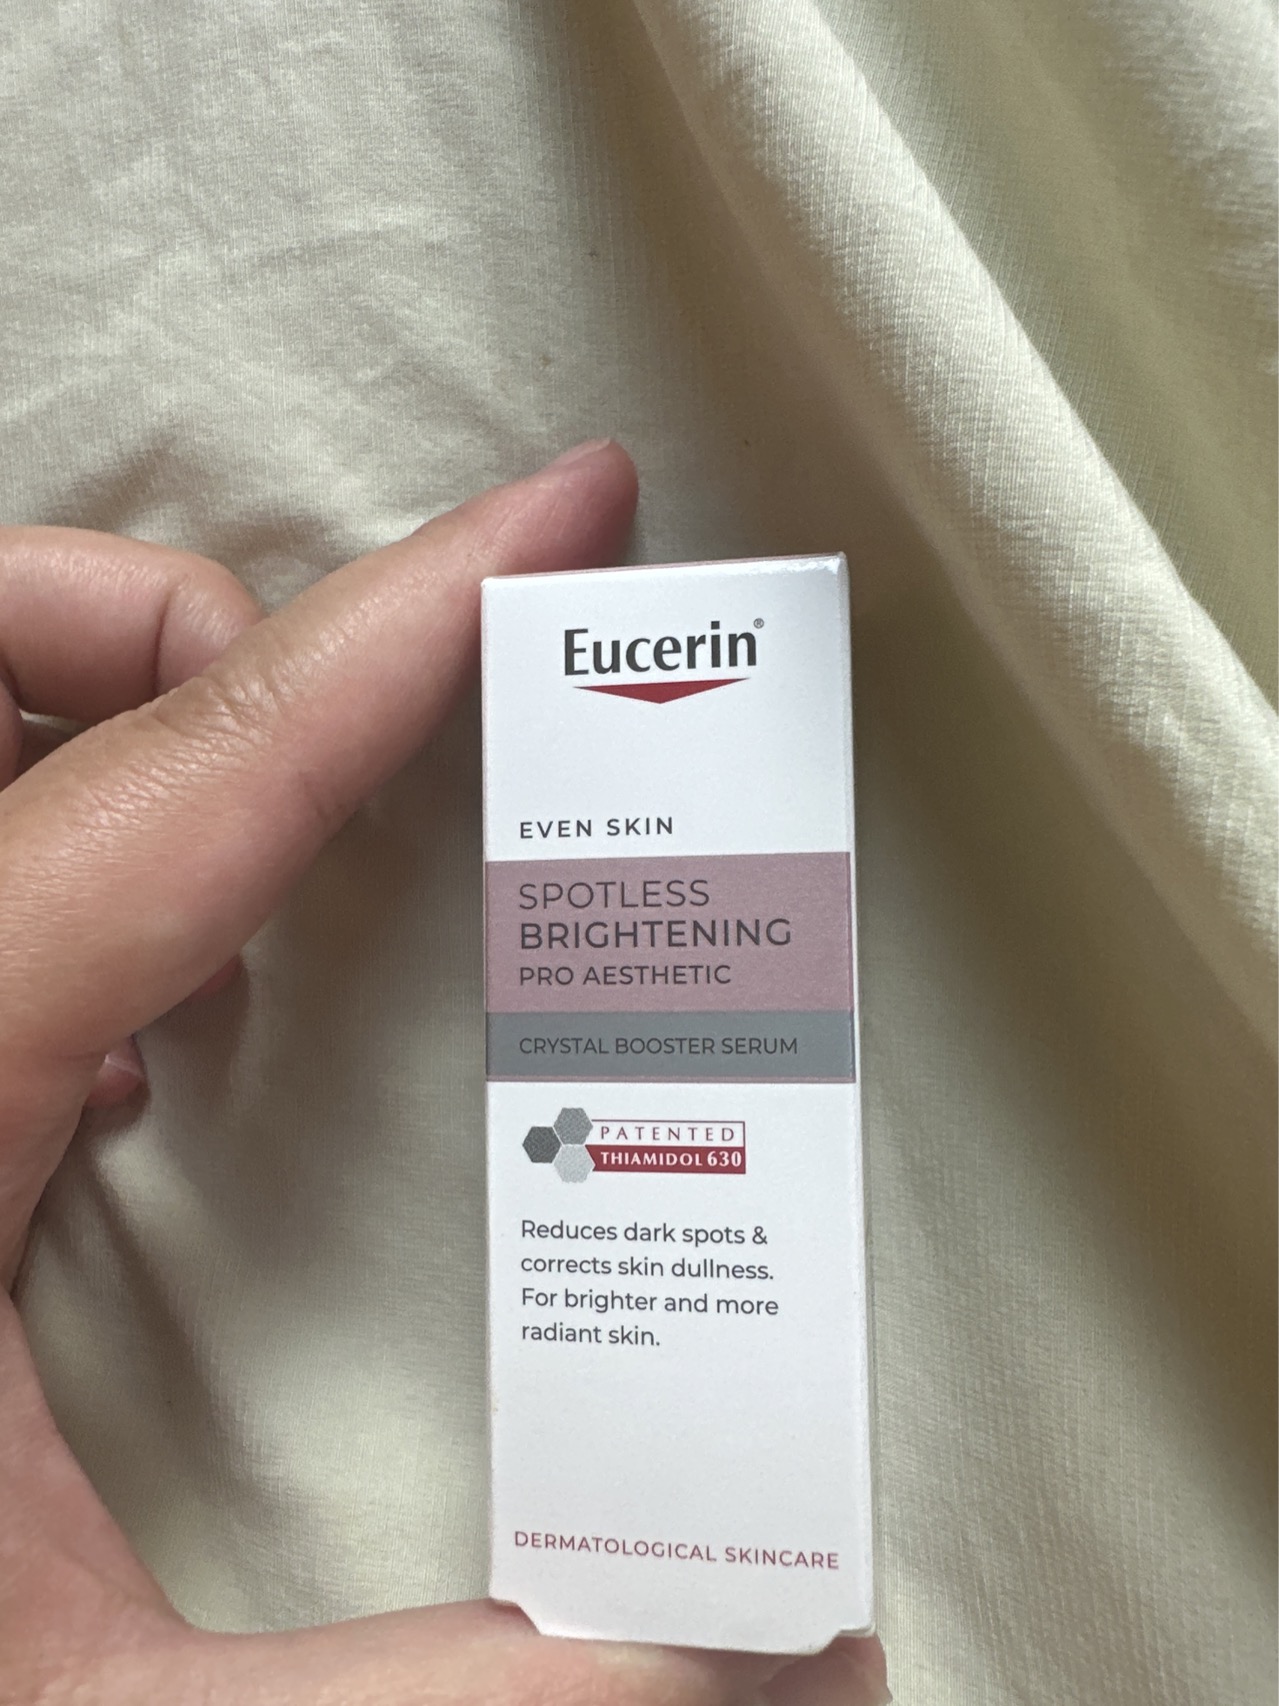 Eucerin®
EVEN SKIN
SPOTLESS
BRIGHTENING
PRO AESTHETIC
CRYSTAL BOOSTER SERUM
PATENTED
THIAMIDOL 630
Reduces dark spots &
corrects skin dullness.
For brighter and more
radiant skin.
DERMATOLOGICAL SKINCARE